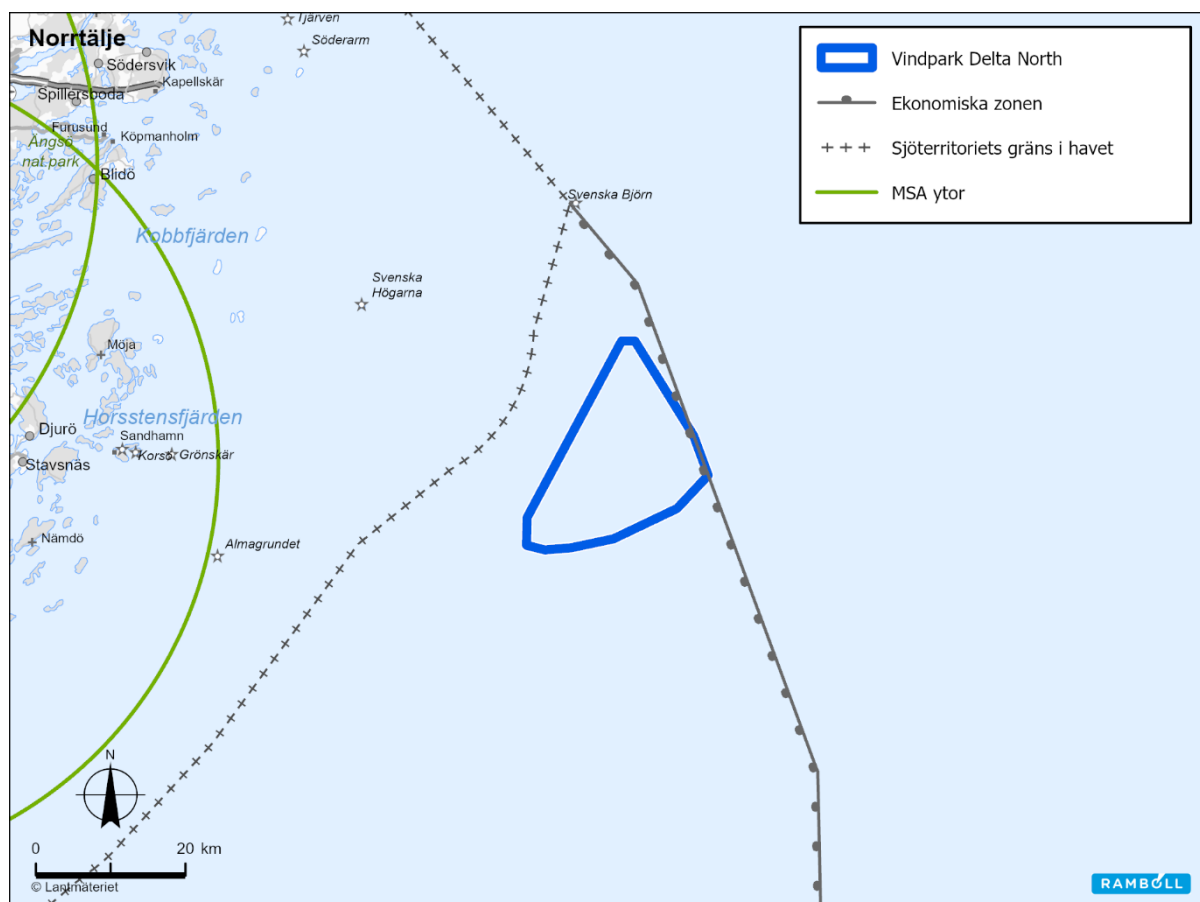 Norrtälje
Tjärven
Söderarm
Södersvik
Kapellskär
Spillersboda
Furusund
Köpmanholm
Ängsö
nat.park
Blidö
Svenska Björn
Kobbfjärden
Svenska
Högarna
Möja
Horsstensfjärden
Djurö
Sandhamn
Korsö
Grönskär
Stavsnäs
Nämdö
Almagrundet
N
0 20 km
© Lantmäteriet
Vindpark Delta North
Ekonomiska zonen
Sjöterritoriets gräns i havet
MSA ytor
RAMBOLL